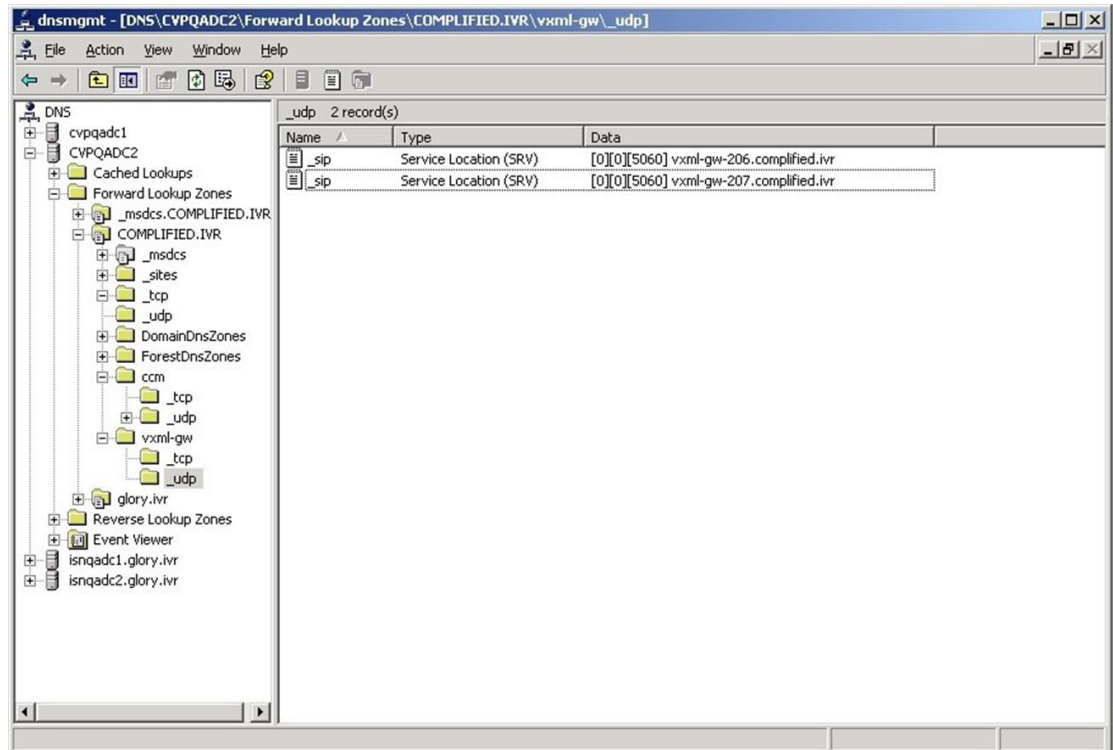 dnsmgmt - [DNS\CVPQADC2\Forward Lookup Zones\COMPLIFIED.IVR\vxml-gw\_udp]
File Action View Window Help
DNS
cvpqadc1
CVPQADC2
Cached Lookups
Forward Lookup Zones
_msdcs.COMPLIFIED.IVR
COMPLIFIED.IVR
_msdcs
_sites
_tcp
_udp
DomainDnsZones
ForestDnsZones
ccm
_tcp
_udp
vxml-gw
_tcp
_udp
glory.ivr
Reverse Lookup Zones
Event Viewer
isnqadc1.glory.ivr
isnqadc2.glory.ivr
_udp 2 record(s)
Name Type Data
_sip Service Location (SRV) [0][0][5060] vxml-gw-206.complified.ivr
_sip Service Location (SRV) [0][0][5060] vxml-gw-207.complified.ivr